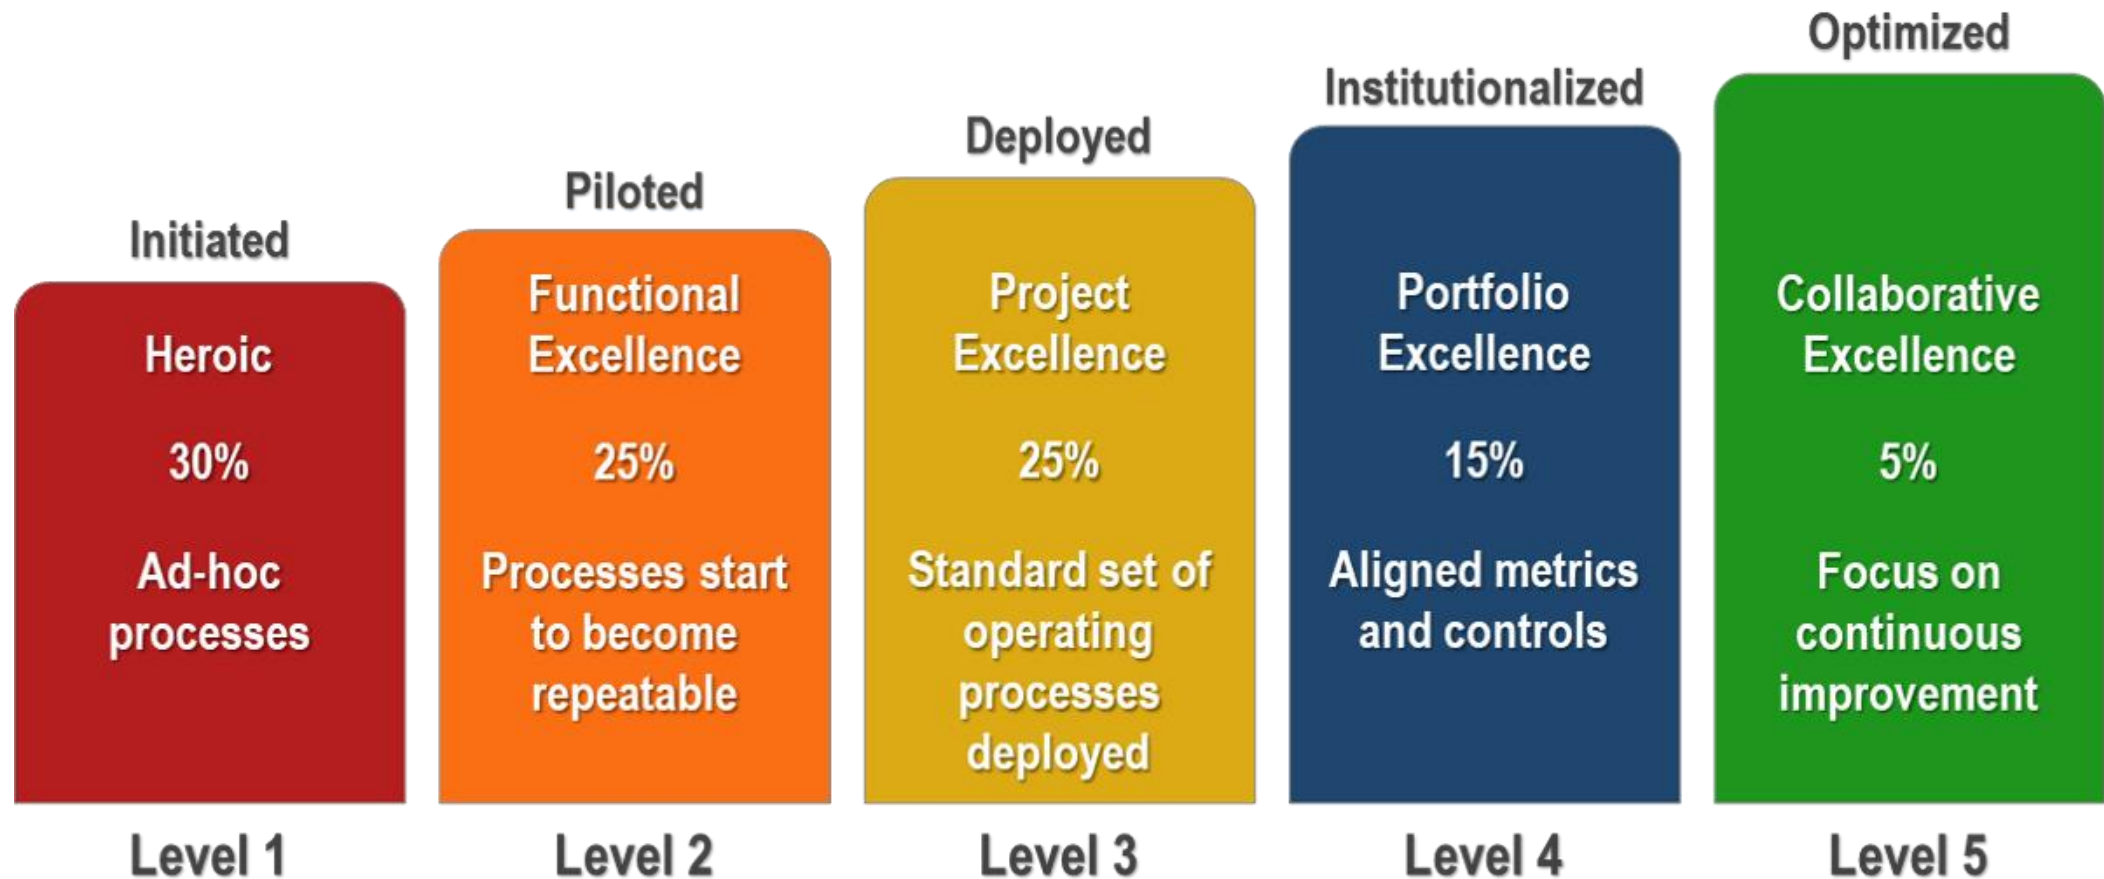 Initiated
Heroic
30%
Ad-hoc
processes
Level 1
Piloted
Functional
Excellence
25%
Processes start
to become
repeatable
Level 2
Deployed
Project
Excellence
25%
Standard set of
operating
processes
deployed
Level 3
Institutionalized
Portfolio
Excellence
15%
Aligned metrics
and controls
Level 4
Optimized
Collaborative
Excellence
5%
Focus on
continuous
improvement
Level 5